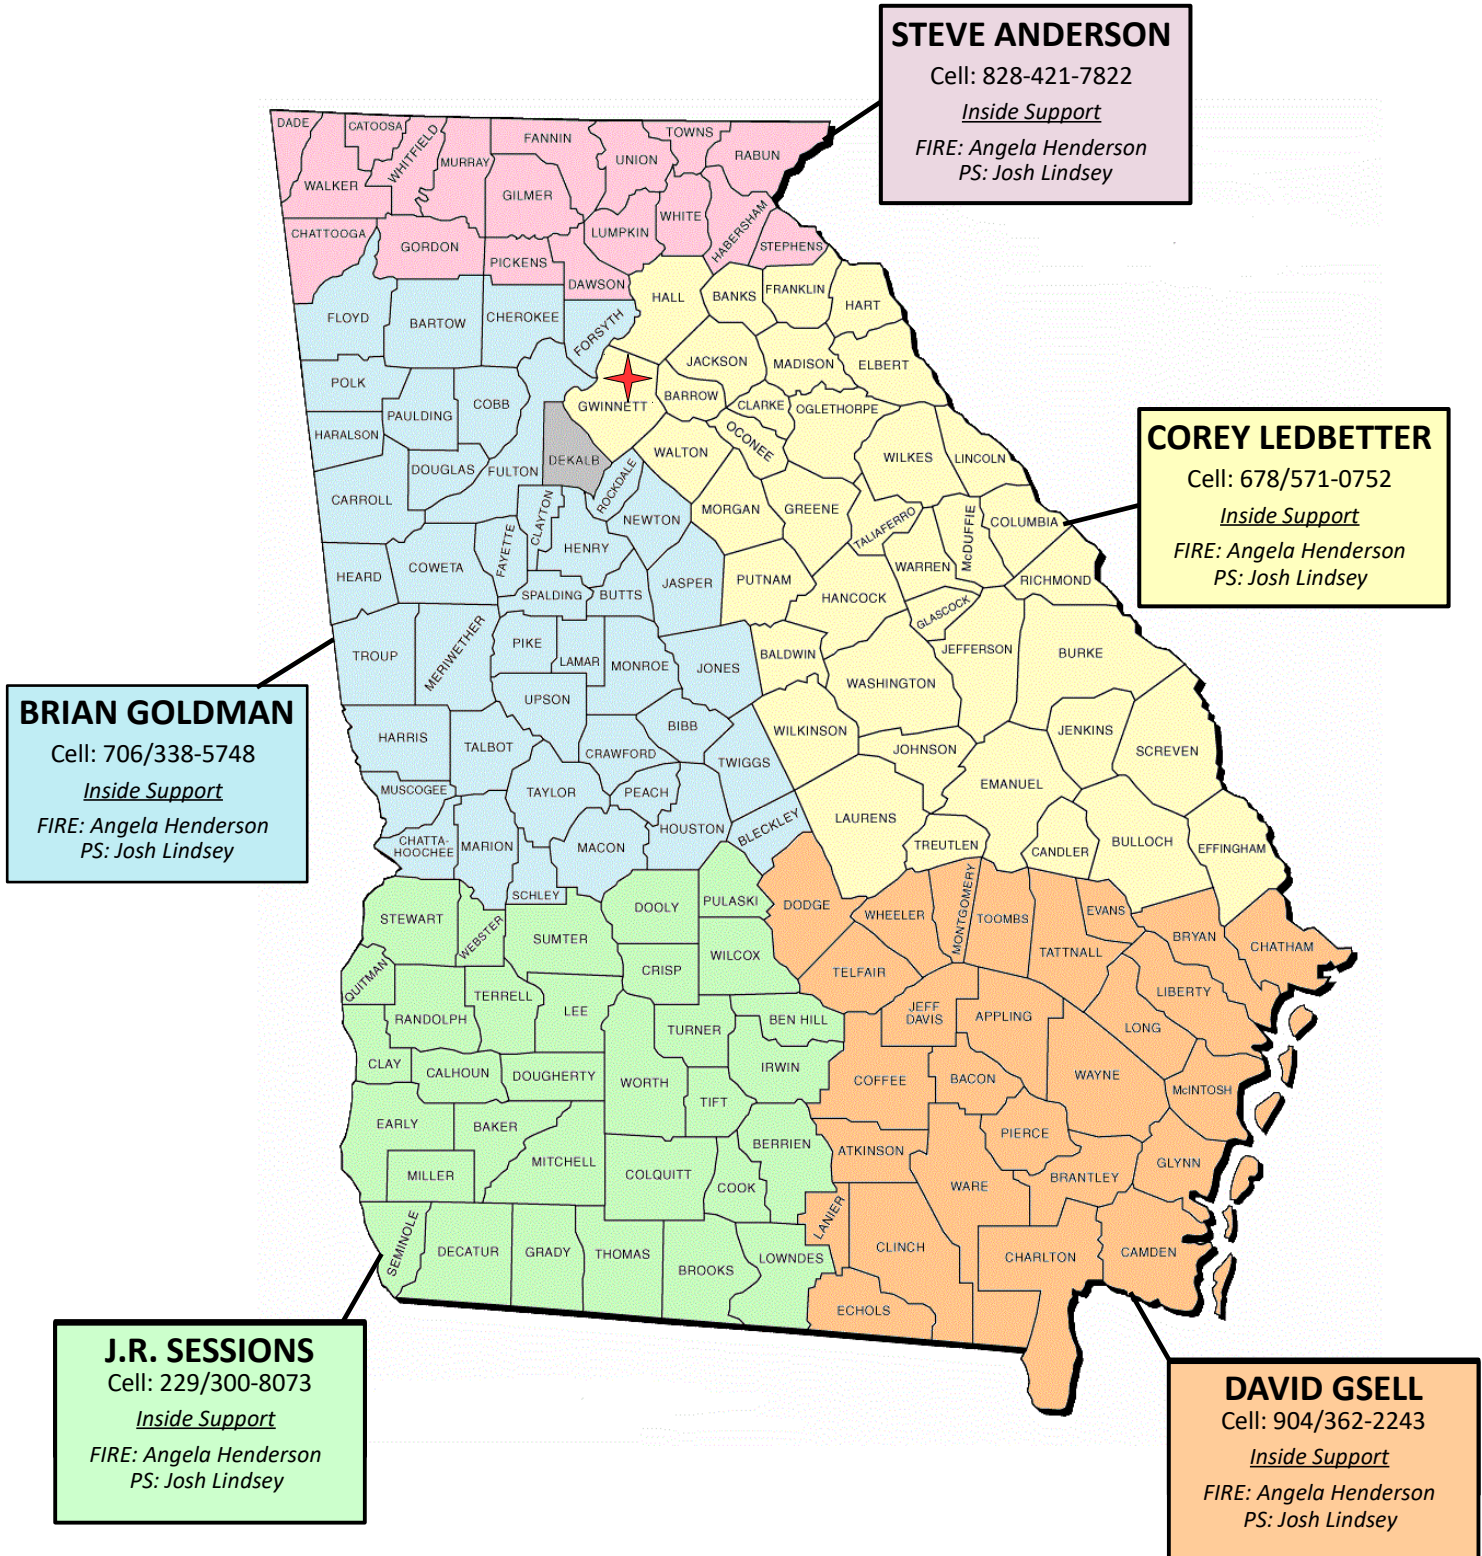 STEVE ANDERSON
Cell: 828-421-7822
Inside Support
FIRE: Angela Henderson
PS: Josh Lindsey
DADE
CATOOSA
WHITFIELD
MURRAY
FANNIN
UNION
TOWNS
RABUN
WALKER
GILMER
LUMPKIN
WHITE
HABERSHAM
STEPHENS
CHATTOOGA
GORDON
PICKENS
DAWSON
HALL
BANKS
FRANKLIN
HART
FLOYD
BARTOW
CHEROKEE
FORSYTH
JACKSON
MADISON
ELBERT
POLK
PAULDING
COBB
GWINNETT
BARROW
CLARKE
OGLETHORPE
OCONEE
HARALSON
DOUGLAS
FULTON
DEKALB
ROCKDALE
WALTON
WILKES
LINCOLN
COREY LEDBETTER
Cell: 678/571-0752
Inside Support
FIRE: Angela Henderson
PS: Josh Lindsey
CARROLL
CLAYTON
NEWTON
MORGAN
GREENE
TALIAFERRO
McDUFFIE
COLUMBIA
HEARD
COWETA
FAYETTE
HENRY
SPALDING
BUTTS
JASPER
PUTNAM
HANCOCK
WARREN
GLASCOCK
RICHMOND
TROUP
MERIWETHER
PIKE
LAMAR
MONROE
JONES
BALDWIN
WASHINGTON
JEFFERSON
BURKE
BRIAN GOLDMAN
Cell: 706/338-5748
Inside Support
FIRE: Angela Henderson
PS: Josh Lindsey
HARRIS
TALBOT
UPSON
CRAWFORD
BIBB
TWIGGS
WILKINSON
JOHNSON
JENKINS
SCREVEN
MUSCOGEE
TAYLOR
PEACH
HOUSTON
BLECKLEY
LAURENS
EMANUEL
TREUTLEN
CANDLER
BULLOCH
EFFINGHAM
CHATTA-
HOOCHEE
MARION
MACON
SCHLEY
STEWART
WEBSTER
SUMTER
DOOLY
PULASKI
DODGE
WHEELER
MONTGOMERY
TOOMBS
EVANS
TATTNALL
BRYAN
CHATHAM
QUITMAN
RANDOLPH
TERRELL
LEE
CRISP
WILCOX
TELFAIR
JEFF
DAVIS
APPLING
LIBERTY
LONG
CLAY
CALHOUN
DOUGHERTY
WORTH
TURNER
BEN HILL
IRWIN
TIFT
COFFEE
BACON
WAYNE
McINTOSH
EARLY
BAKER
MILLER
MITCHELL
COLQUITT
COOK
BERRIEN
ATKINSON
PIERCE
WARE
BRANTLEY
GLYNN
SEMINOLE
DECATUR
GRADY
THOMAS
BROOKS
LOWNDES
LANIER
CLINCH
ECHOLS
CHARLTON
CAMDEN
J.R. SESSIONS
Cell: 229/300-8073
Inside Support
FIRE: Angela Henderson
PS: Josh Lindsey
DAVID GSELL
Cell: 904/362-2243
Inside Support
FIRE: Angela Henderson
PS: Josh Lindsey